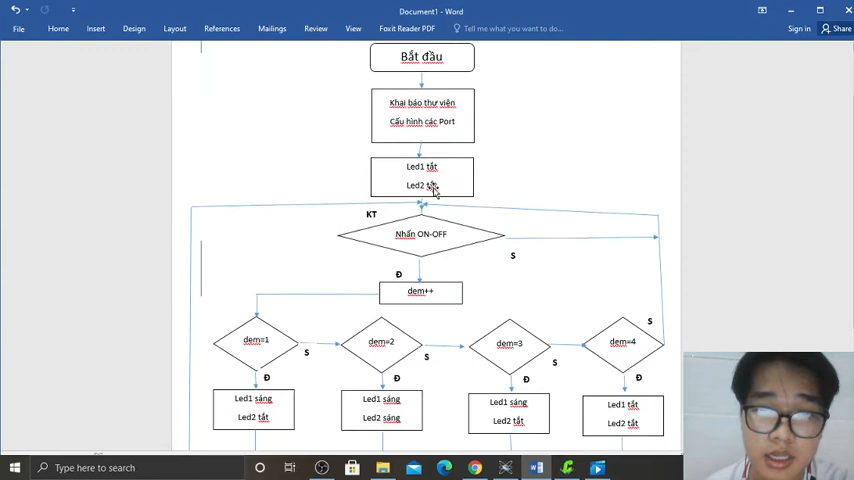 Document1 - Word
File Home Insert Design Layout References Mailings Review View Foxit Reader PDF Tell me what you want to do... Sign in Share
Bắt đầu
Khai báo thư viện
Cấu hình các Port
Led1 tắt
Led2 tắt
KT
Nhấn ON-OFF
S
Đ
dem++
S
dem=1
dem=2
dem=3
dem=4
S
S
S
Đ
Đ
Đ
Đ
Led1 sáng
Led2 tắt
Led1 sáng
Led2 sáng
Led1 sáng
Led2 tắt
Led1 tắt
Led2 tắt
Type here to search